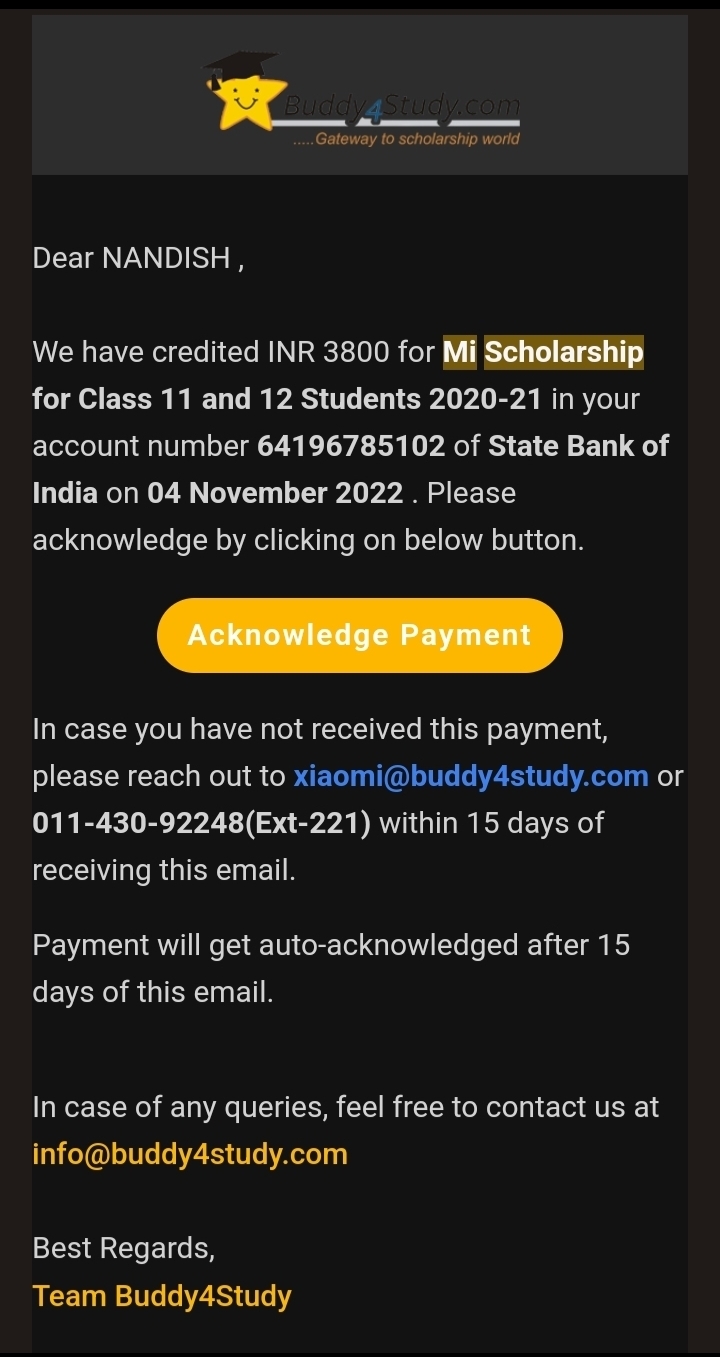 Buddy4Study.com
.....Gateway to scholarship world
Dear NANDISH ,
We have credited INR 3800 for Mi Scholarship
for Class 11 and 12 Students 2020-21 in your
account number 64196785102 of State Bank of
India on 04 November 2022 . Please
acknowledge by clicking on below button.
Acknowledge Payment
In case you have not received this payment,
please reach out to xiaomi@buddy4study.com or
011-430-92248(Ext-221) within 15 days of
receiving this email.
Payment will get auto-acknowledged after 15
days of this email.
In case of any queries, feel free to contact us at
info@buddy4study.com
Best Regards,
Team Buddy4Study